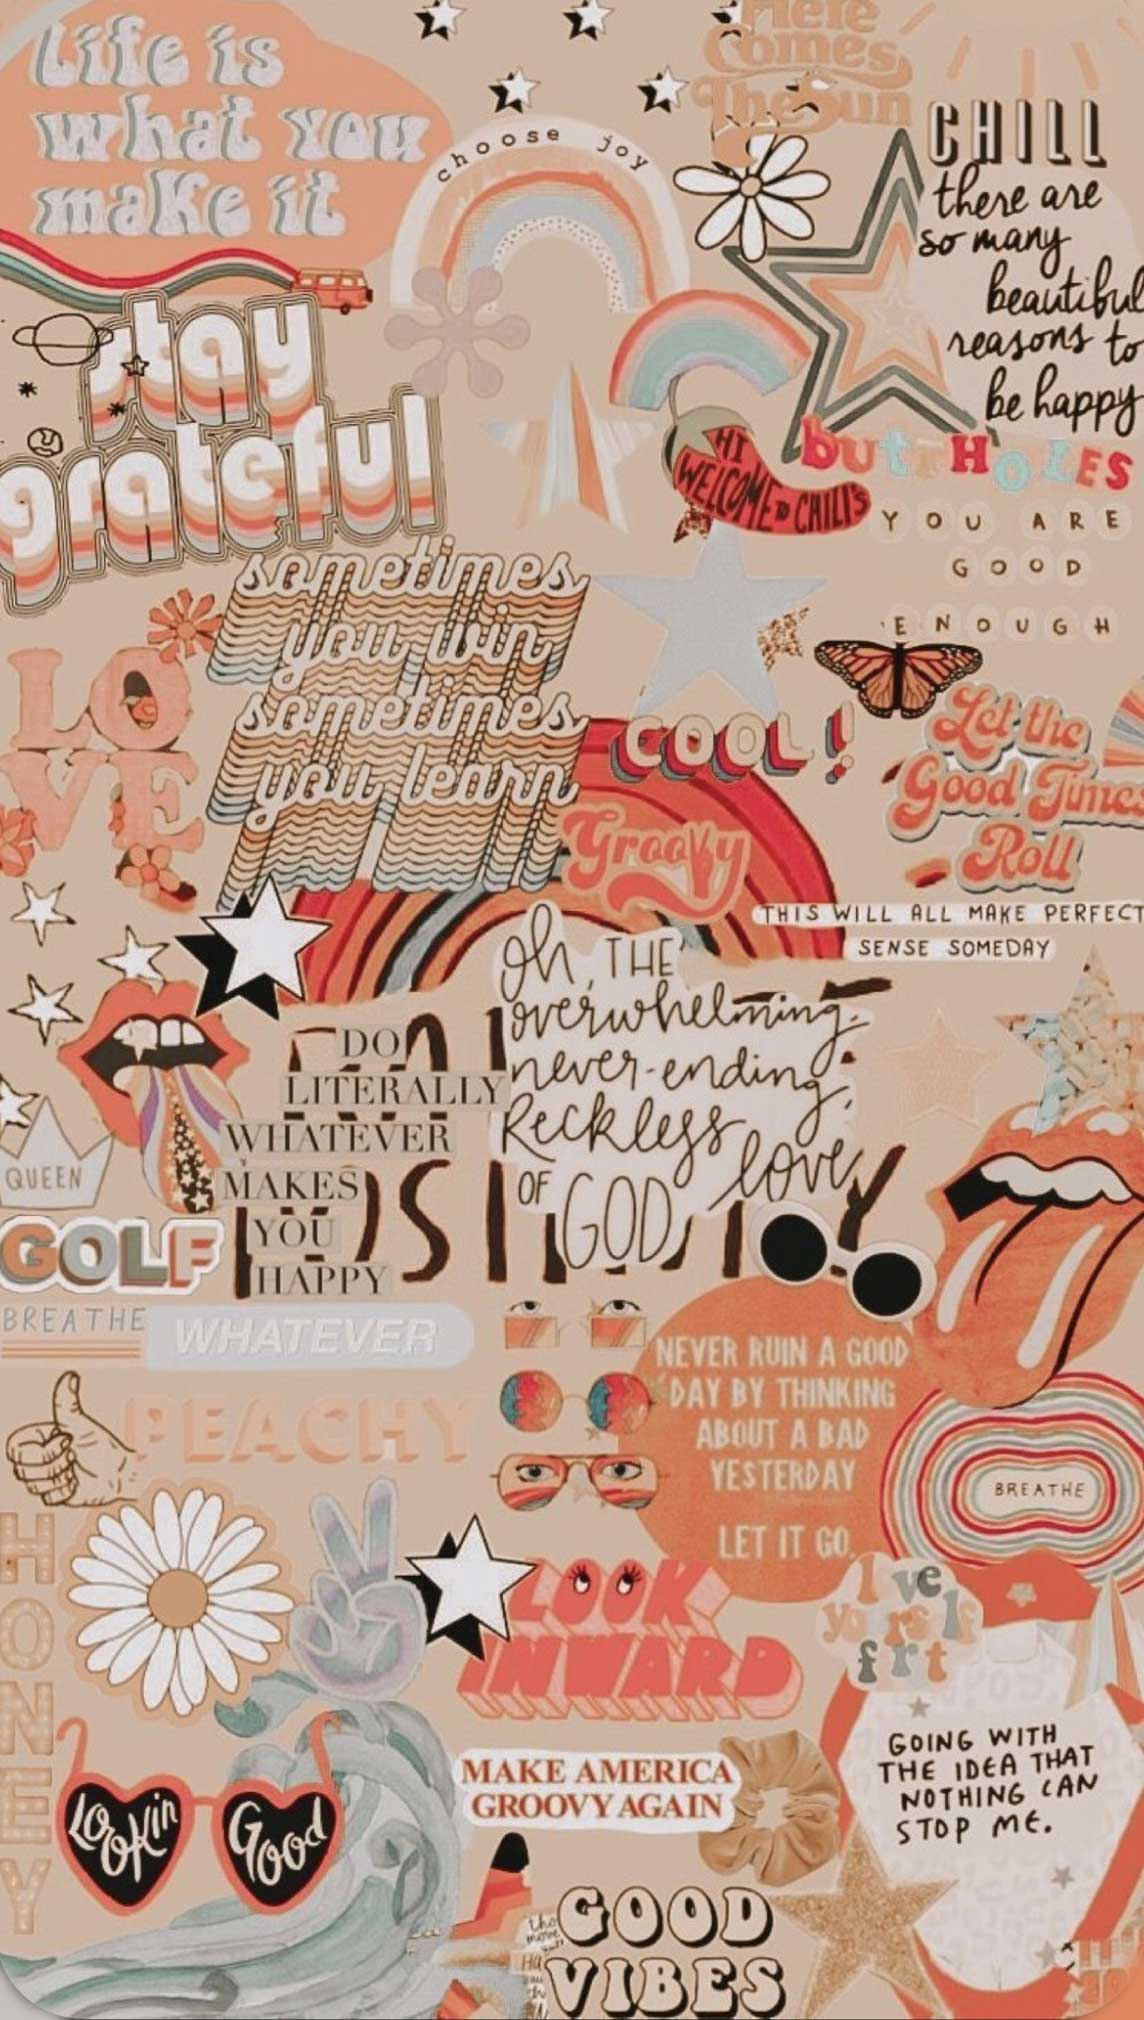 Life is
what you
make it
Here
Comes
The Sun
choose joy
CHILL
there are
so many
beautiful
reasons to
be happy
stay
grateful
HI
WELCOME TO CHILI'S
buttHOLES
YOU ARE
GOOD
ENOUGH
sometimes
you win
sometimes
you learn
LO
VE
COOL!
Groovy
Let the
Good Times
Roll
THIS WILL ALL MAKE PERFECT
SENSE SOMEDAY
oh, THE
overwhelming,
never-ending,
Reckless
love
OF GOD
DO
LITERALLY
WHATEVER
MAKES
YOU
HAPPY
QUEEN
GOLF
BREATHE
WHATEVER
PEACHY
NEVER RUIN A GOOD
DAY BY THINKING
ABOUT A BAD
YESTERDAY
LET IT GO.
BREATHE
HONEY
LOOK
INWARD
love
yourself
frt
Lookin Good
MAKE AMERICA
GROOVY AGAIN
GOING WITH
THE IDEA THAT
NOTHING CAN
STOP ME.
GOOD
VIBES